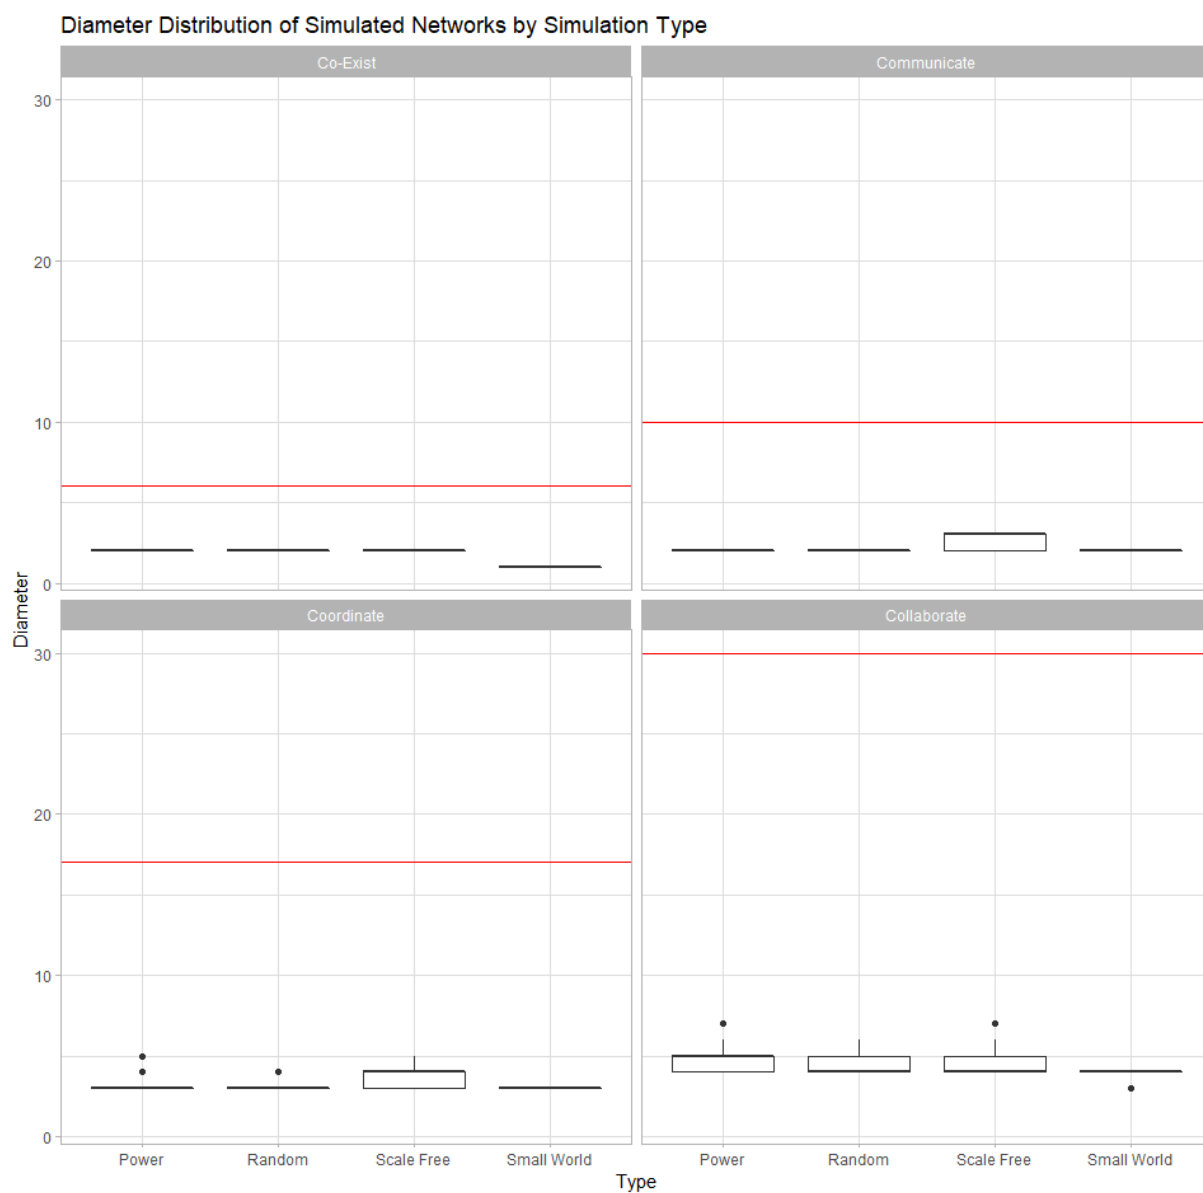 Diameter Distribution of Simulated Networks by Simulation Type
Co-Exist
Communicate
30
20
10
0
Coordinate
Collaborate
30
20
10
0
Diameter
Power
Random
Scale Free
Small World
Power
Random
Scale Free
Small World
Type